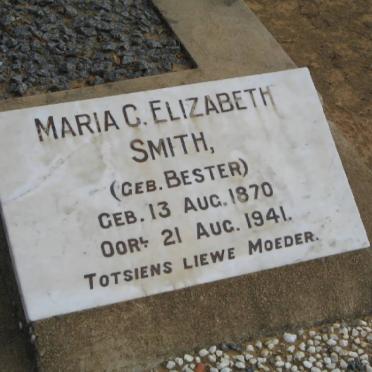 MARIA C. ELIZABETH
SMITH,
(GEB. BESTER)
GEB. 13 AUG. 1870
OORL. 21 AUG. 1941.
TOTSIENS LIEWE MOEDER.